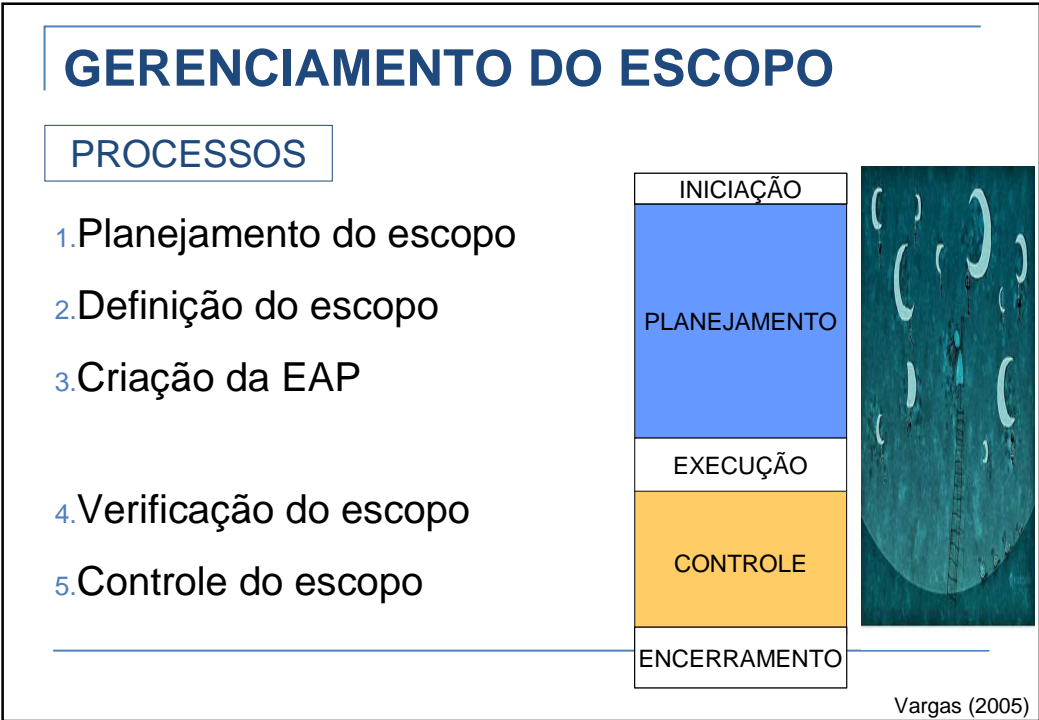 GERENCIAMENTO DO ESCOPO
PROCESSOS
1.Planejamento do escopo
2.Definição do escopo
3.Criação da EAP
4.Verificação do escopo
5.Controle do escopo
INICIAÇÃO
PLANEJAMENTO
EXECUÇÃO
CONTROLE
ENCERRAMENTO
Vargas (2005)